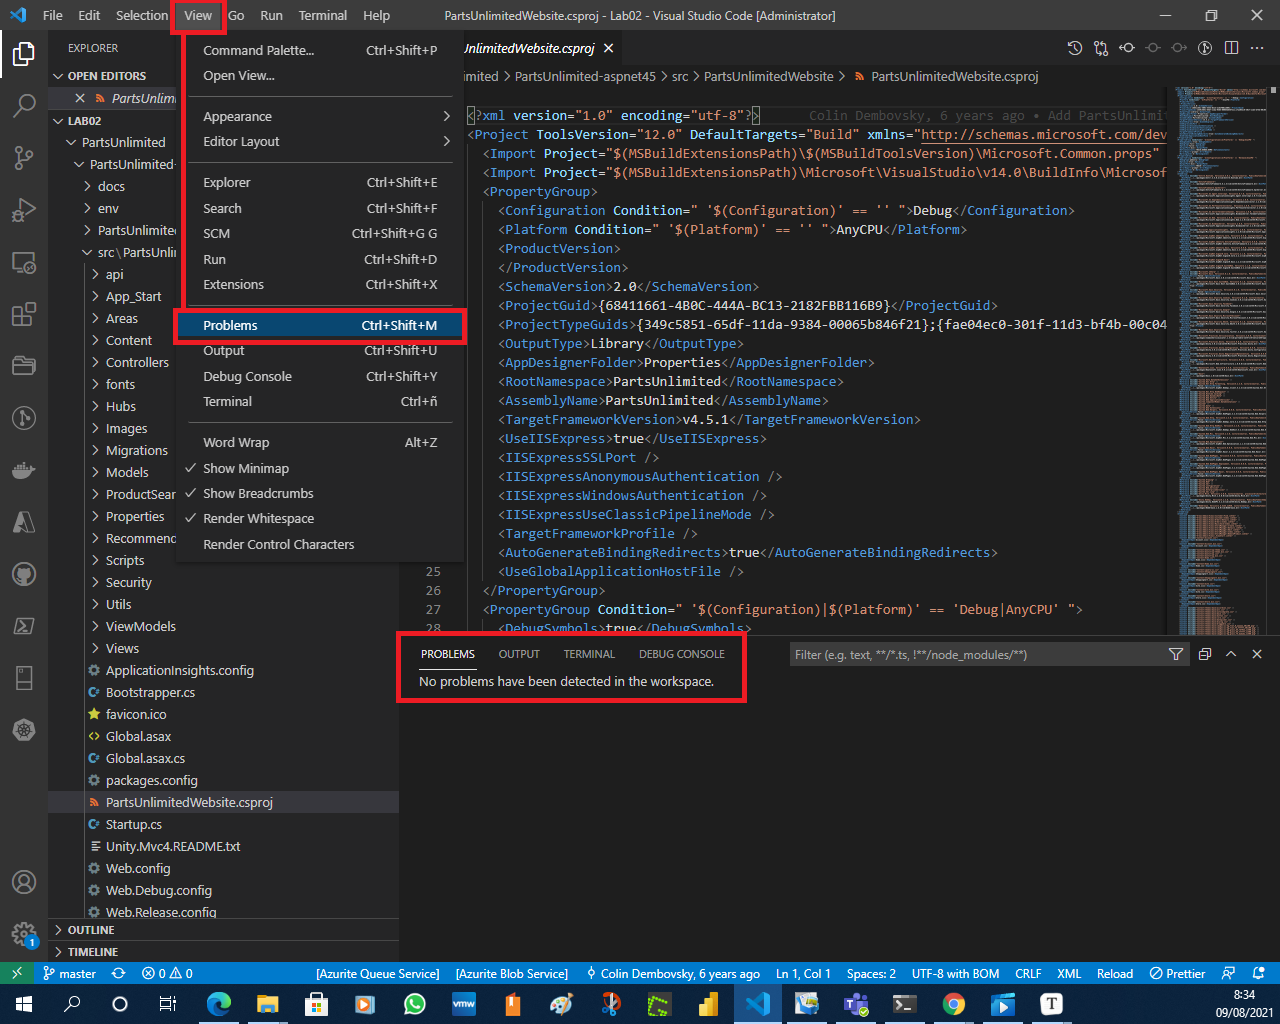 File Edit Selection View Go Run Terminal Help PartsUnlimitedWebsite.csproj - Lab02 - Visual Studio Code [Administrator]
EXPLORER
OPEN EDITORS
PartsUnlim
LAB02
PartsUnlimited
PartsUnlimited-
docs
env
PartsUnlimited
src\PartsUnli
api
App_Start
Areas
Content
Controllers
fonts
Hubs
Images
Migrations
Models
ProductSear
Properties
Recommend
Scripts
Security
Utils
ViewModels
Views
ApplicationInsights.config
Bootstrapper.cs
favicon.ico
Global.asax
Global.asax.cs
packages.config
PartsUnlimitedWebsite.csproj
Startup.cs
Unity.Mvc4.README.txt
Web.config
Web.Debug.config
Web.Release.config
OUTLINE
TIMELINE
Command Palette... Ctrl+Shift+P
Open View...
Appearance
Editor Layout
Explorer Ctrl+Shift+E
Search Ctrl+Shift+F
SCM Ctrl+Shift+G G
Run Ctrl+Shift+D
Extensions Ctrl+Shift+X
Problems Ctrl+Shift+M
Output Ctrl+Shift+U
Debug Console Ctrl+Shift+Y
Terminal Ctrl+ñ
Word Wrap Alt+Z
Show Minimap
Show Breadcrumbs
Render Whitespace
Render Control Characters
UnlimitedWebsite.csproj
imited > PartsUnlimited-aspnet45 > src > PartsUnlimitedWebsite > PartsUnlimitedWebsite.csproj
<?xml version="1.0" encoding="utf-8"?> Colin Dembovsky, 6 years ago • Add PartsUnlimit
<Project ToolsVersion="12.0" DefaultTargets="Build" xmlns="http://schemas.microsoft.com/dev
<Import Project="$(MSBuildExtensionsPath)\$(MSBuildToolsVersion)\Microsoft.Common.props"
<Import Project="$(MSBuildExtensionsPath)\Microsoft\VisualStudio\v14.0\BuildInfo\Microsof
<PropertyGroup>
<Configuration Condition=" '$(Configuration)' == '' ">Debug</Configuration>
<Platform Condition=" '$(Platform)' == '' ">AnyCPU</Platform>
<ProductVersion>
</ProductVersion>
<SchemaVersion>2.0</SchemaVersion>
<ProjectGuid>{68411661-4B0C-444A-BC13-2182FBB116B9}</ProjectGuid>
<ProjectTypeGuids>{349c5851-65df-11da-9384-00065b846f21};{fae04ec0-301f-11d3-bf4b-00c04
<OutputType>Library</OutputType>
<AppDesignerFolder>Properties</AppDesignerFolder>
<RootNamespace>PartsUnlimited</RootNamespace>
<AssemblyName>PartsUnlimited</AssemblyName>
<TargetFrameworkVersion>v4.5.1</TargetFrameworkVersion>
<UseIISExpress>true</UseIISExpress>
<IISExpressSSLPort />
<IISExpressAnonymousAuthentication />
<IISExpressWindowsAuthentication />
<IISExpressUseClassicPipelineMode />
<TargetFrameworkProfile />
<AutoGenerateBindingRedirects>true</AutoGenerateBindingRedirects>
25 <UseGlobalApplicationHostFile />
26 </PropertyGroup>
27 <PropertyGroup Condition=" '$(Configuration)|$(Platform)' == 'Debug|AnyCPU' ">
28 <DebugSymbols>true</DebugSymbols>
PROBLEMS OUTPUT TERMINAL DEBUG CONSOLE Filter (e.g. text, **/*.ts, !**/node_modules/**)
No problems have been detected in the workspace.
master 0 0 [Azurite Queue Service] [Azurite Blob Service] Colin Dembovsky, 6 years ago Ln 1, Col 1 Spaces: 2 UTF-8 with BOM CRLF XML Reload Prettier
1
vmw
T
8:34
09/08/2021